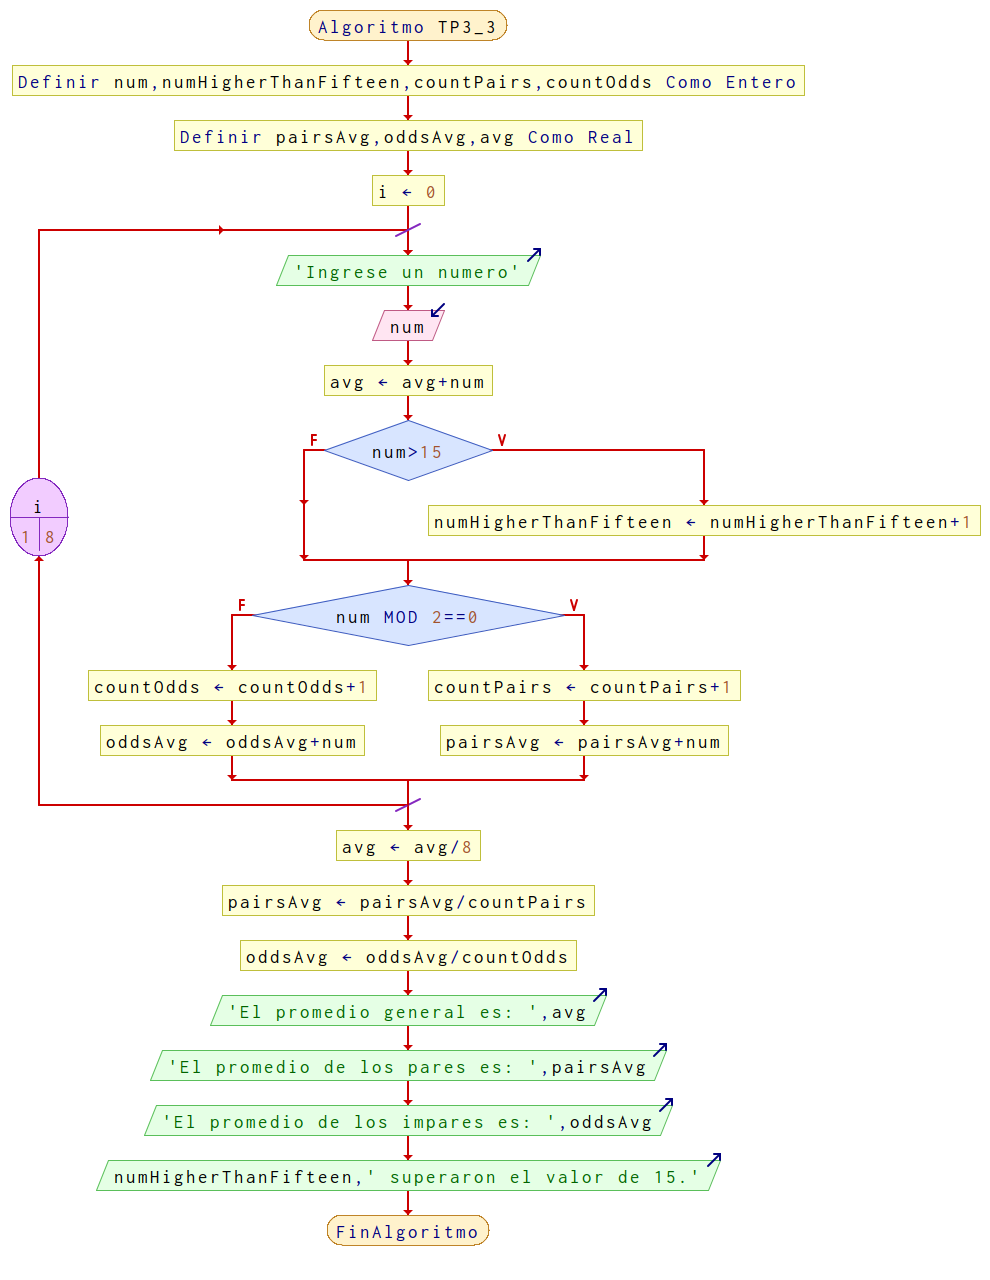 Algoritmo TP3_3
Definir num,numHigherThanFifteen,countPairs,countOdds Como Entero
Definir pairsAvg,oddsAvg,avg Como Real
i ← 0
'Ingrese un numero'
num
avg ← avg+num
F
V
num>15
i
1 8
numHigherThanFifteen ← numHigherThanFifteen+1
F
V
num MOD 2==0
countOdds ← countOdds+1
countPairs ← countPairs+1
oddsAvg ← oddsAvg+num
pairsAvg ← pairsAvg+num
avg ← avg/8
pairsAvg ← pairsAvg/countPairs
oddsAvg ← oddsAvg/countOdds
'El promedio general es: ',avg
'El promedio de los pares es: ',pairsAvg
'El promedio de los impares es: ',oddsAvg
numHigherThanFifteen,' superaron el valor de 15.'
FinAlgoritmo